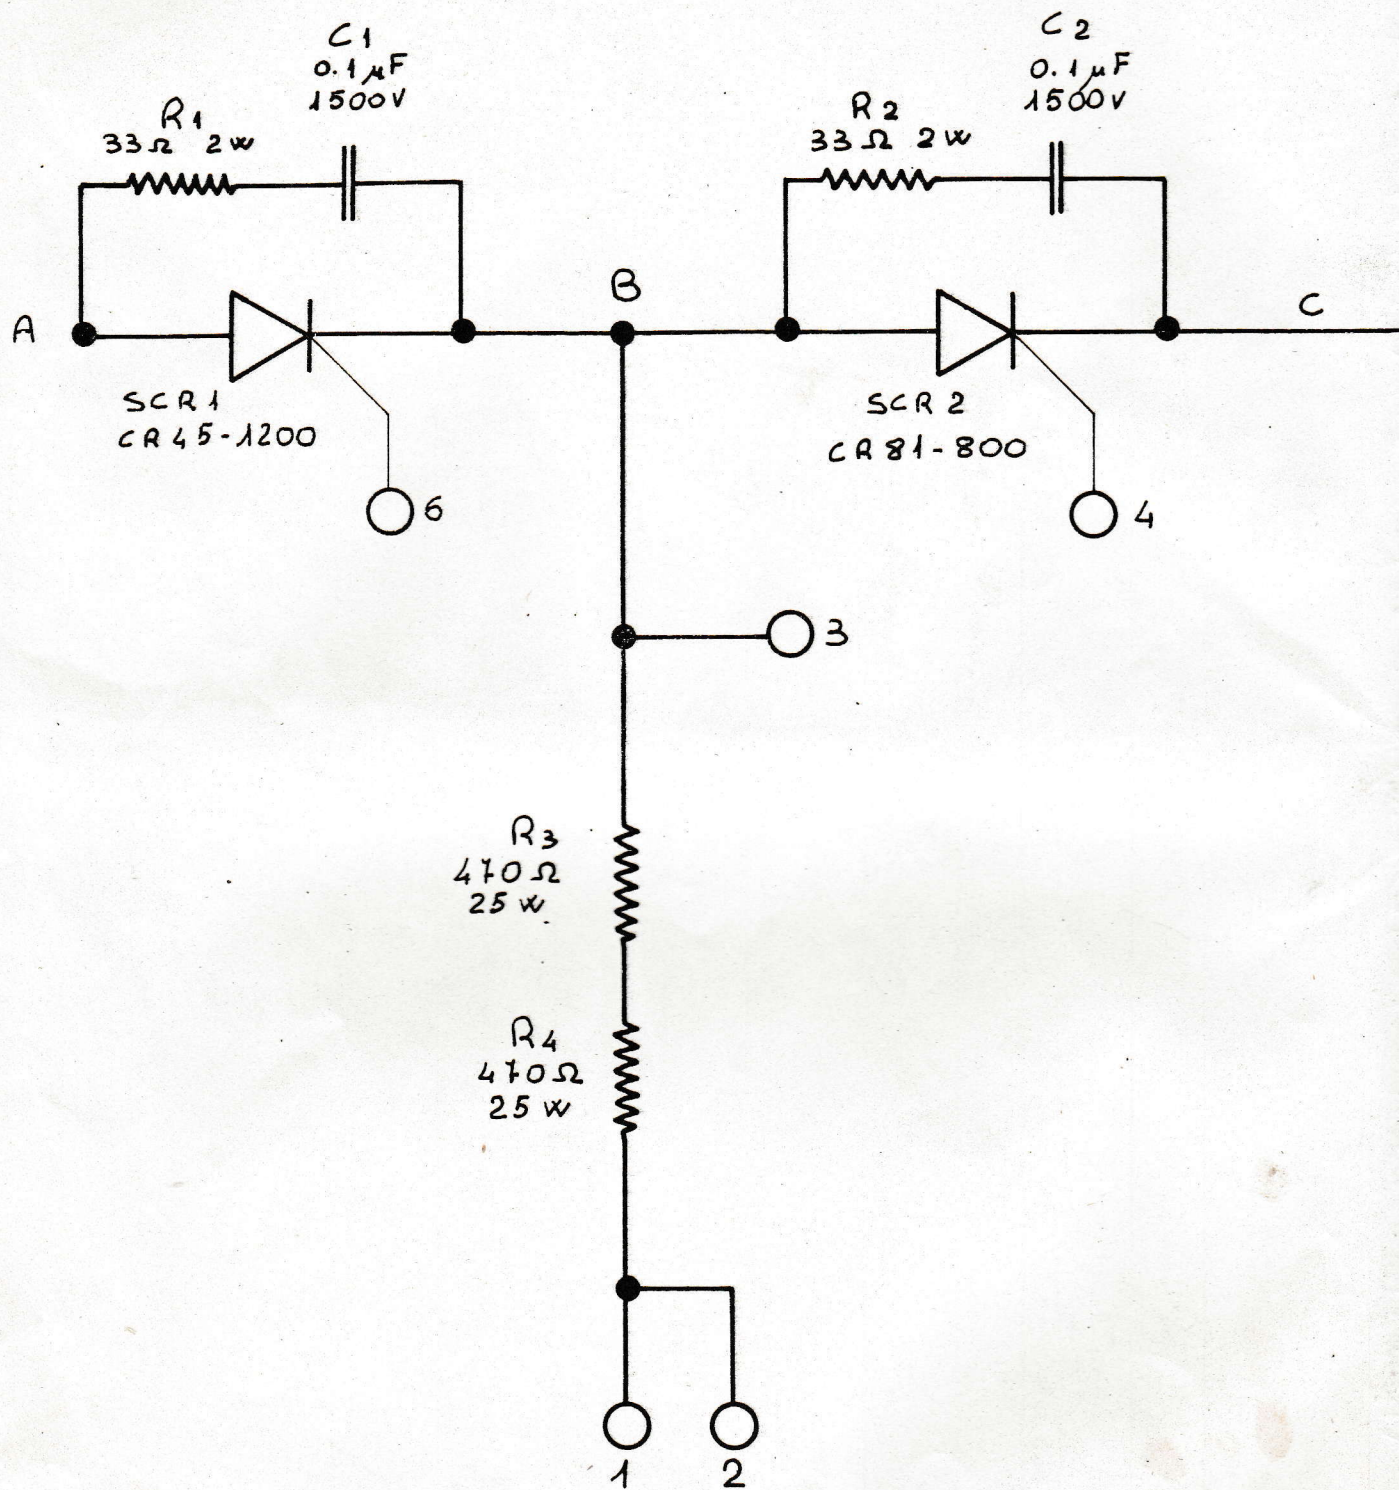 C1
0.1µF
1500V
R1
33Ω 2W
C2
0.1µF
1500V
R2
33Ω 2W
A
B
C
SCR1
CR45-1200
SCR2
CR81-800
6
4
3
R3
470Ω
25W
R4
470Ω
25W
1
2